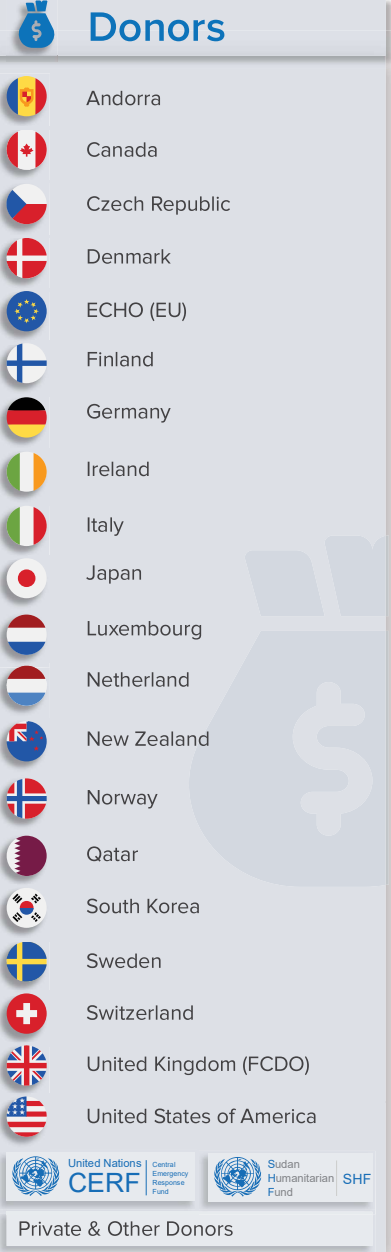 $
Donors
Andorra
Canada
Czech Republic
Denmark
ECHO (EU)
Finland
Germany
Ireland
Italy
Japan
Luxembourg
Netherland
New Zealand
Norway
Qatar
South Korea
Sweden
Switzerland
United Kingdom (FCDO)
United States of America
$
United Nations
CERF
Central
Emergency
Response
Fund
Sudan
Humanitarian
Fund
SHF
Private & Other Donors